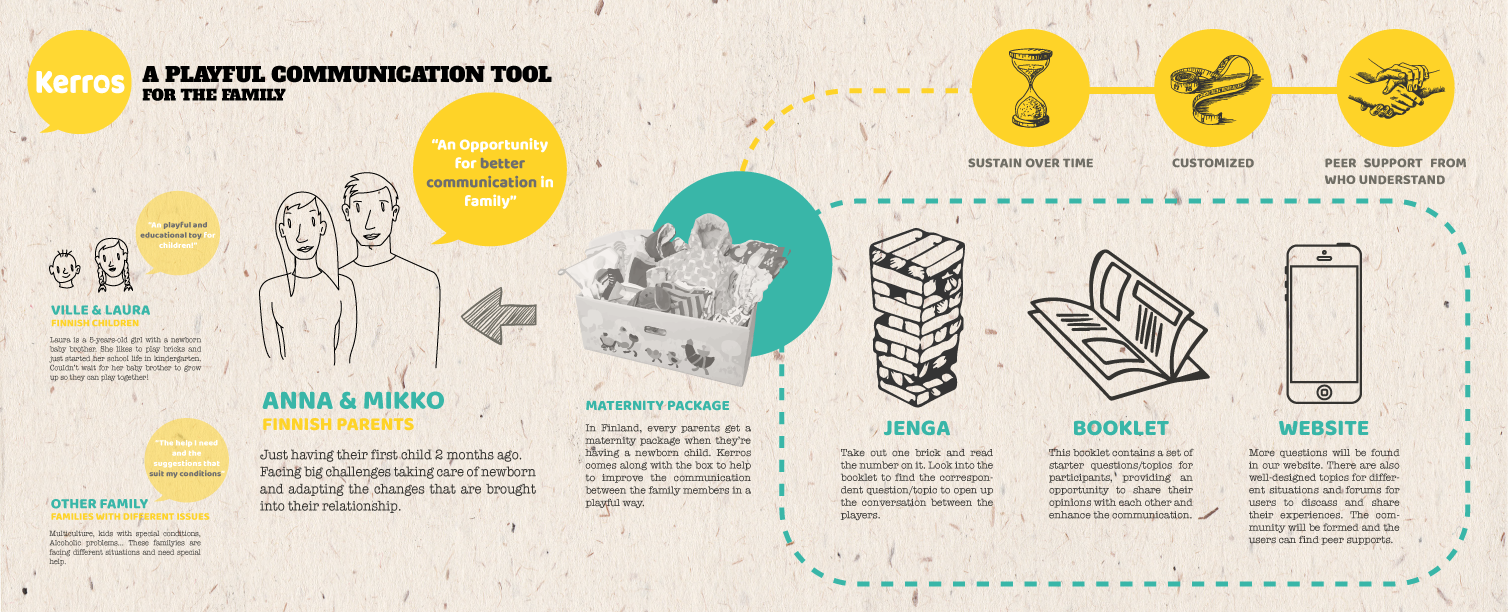 Kerros
A PLAYFUL COMMUNICATION TOOL
FOR THE FAMILY
"An Opportunity
for better
communication in
family"
"An playful and
educational toy for
children!"
VILLE & LAURA
FINNISH CHILDREN
Laura is a 5-years-old girl with a newborn
baby brother. She likes to play bricks and
just started her school life in kindergarten.
Couldn't wait for her baby brother to grow
up so they can play together!
"The help I need
and the
suggestions that
suit my conditions
OTHER FAMILY
FAMILIES WITH DIFFERENT ISSUES
Multiculture, kids with special conditions,
Alcoholic problems... These familyies are
facing different situations and need special
help.
ANNA & MIKKO
FINNISH PARENTS
Just having their first child 2 months ago.
Facing big challenges taking care of newborn
and adapting the changes that are brought
into their relationship.
MATERNITY PACKAGE
In Finland, every parents get a
maternity package when they're
having a newborn child. Kerros
comes along with the box to help
to improve the communication
between the family members in a
playful way.
SUSTAIN OVER TIME
CUSTOMIZED
PEER SUPPORT FROM
WHO UNDERSTAND
JENGA
Take out one brick and read
the number on it. Look into the
booklet to find the correspon-
dent question/topic to open up
the conversation between the
players.
BOOKLET
This booklet contains a set of
starter questions/topics for
participants, providing an
opportunity to share their
opinions with each other and
enhance the communication.
WEBSITE
More questions will be found
in our website. There are also
well-designed topics for differ-
ent situations and forums for
users to discass and share
their experiences. The com-
munity will be formed and the
users can find peer supports.